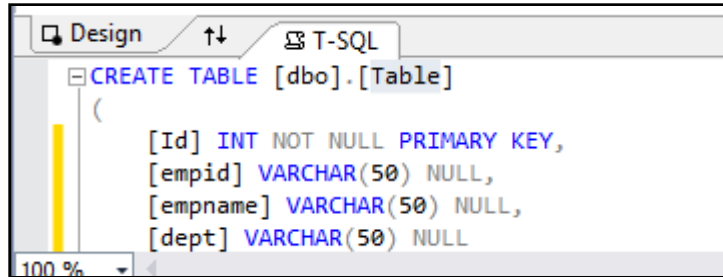 Design T-SQL
CREATE TABLE [dbo].[Table]
(
[Id] INT NOT NULL PRIMARY KEY,
[empid] VARCHAR(50) NULL,
[empname] VARCHAR(50) NULL,
[dept] VARCHAR(50) NULL
100 %